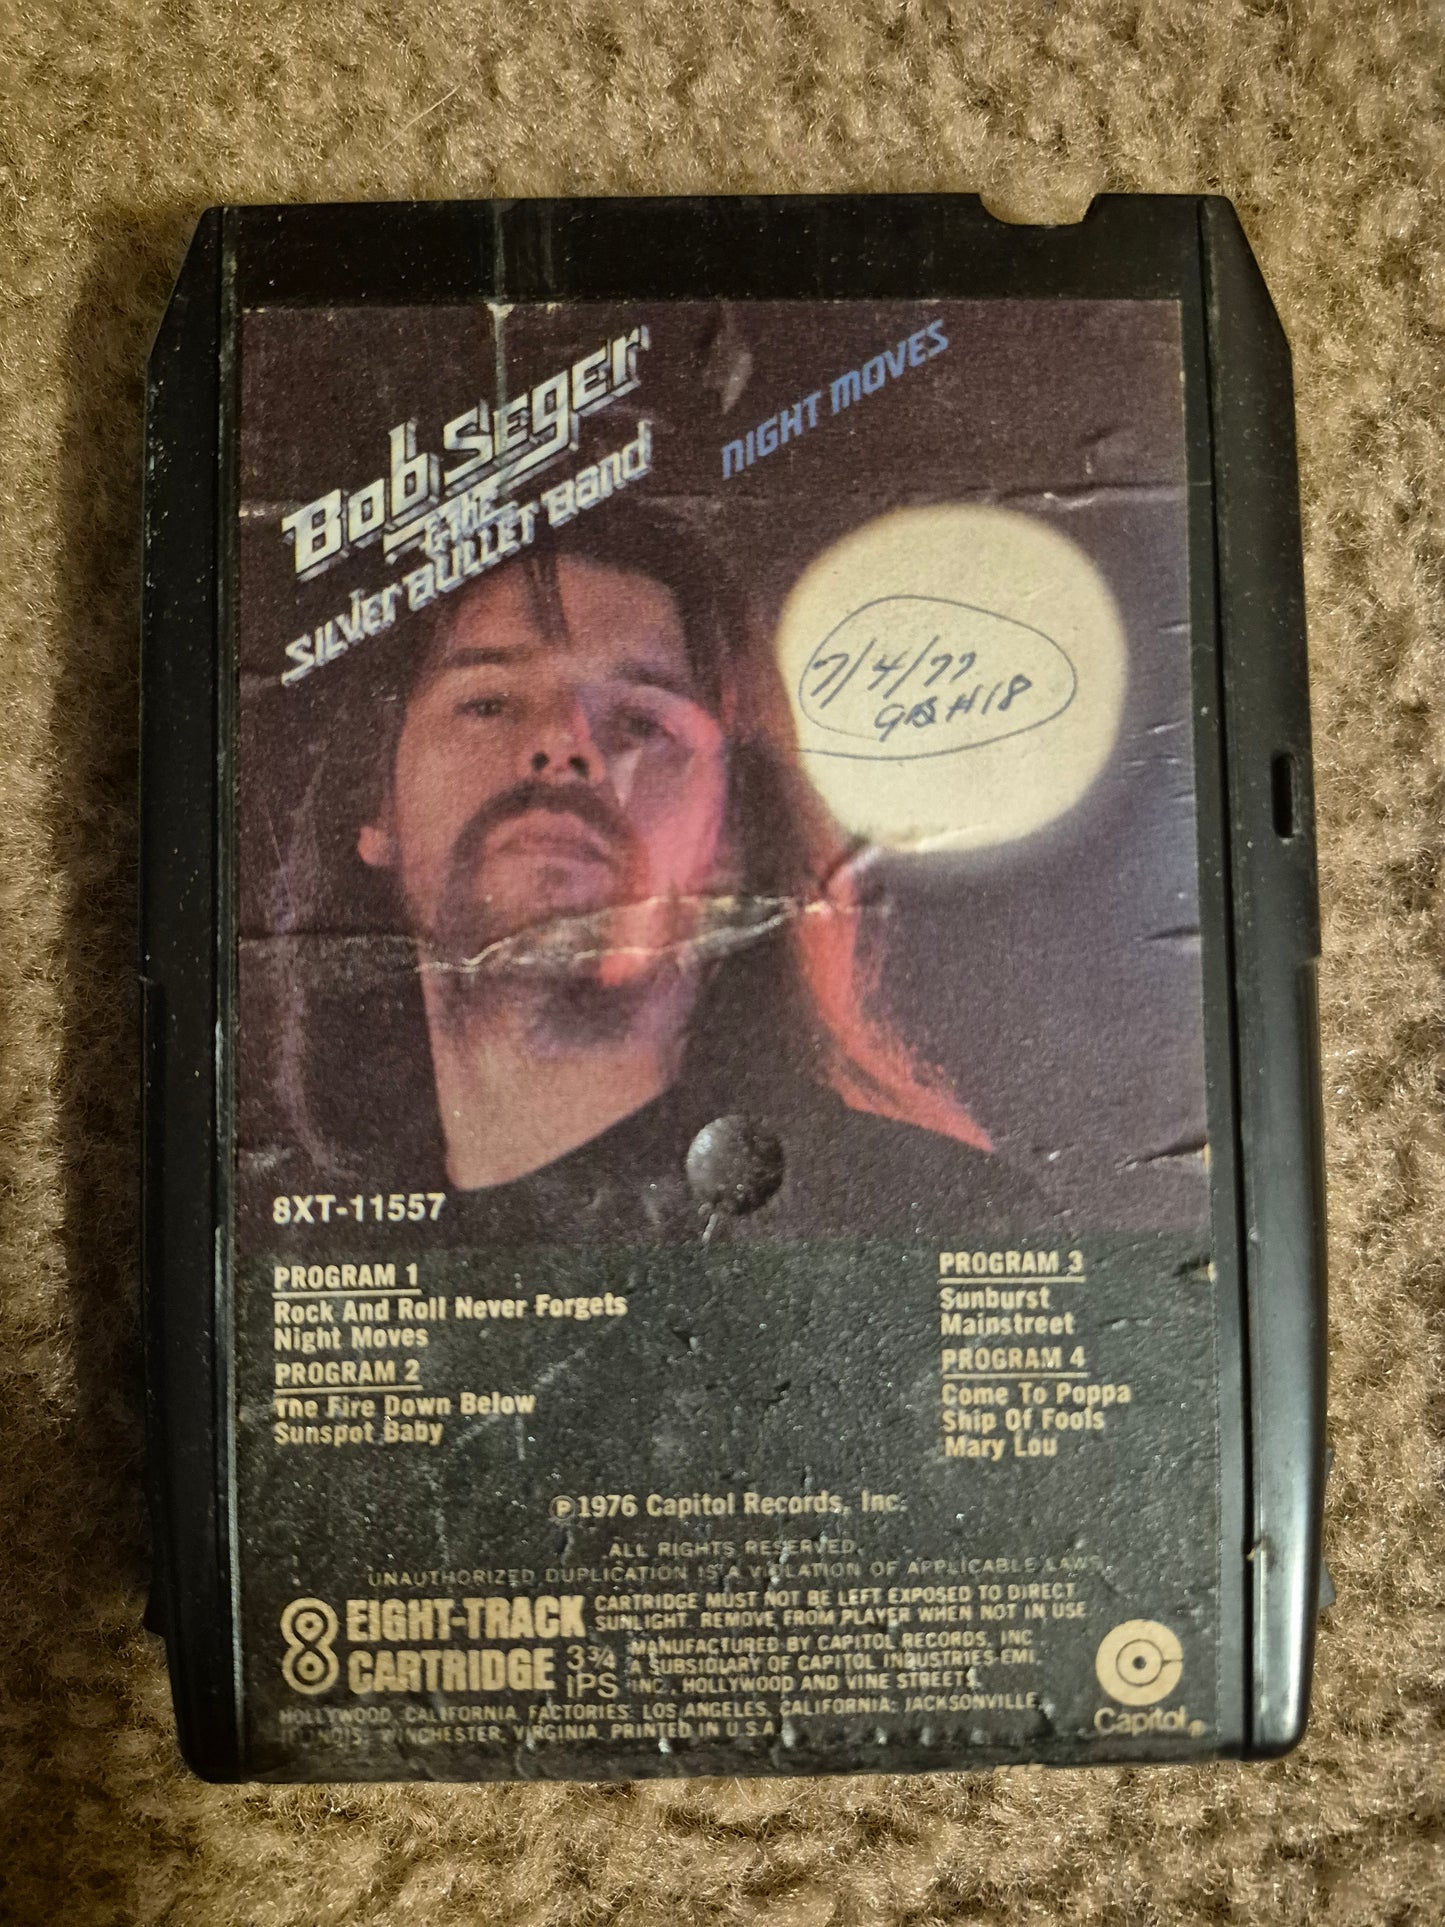 Bob Seger
& THE
SILVER BULLET Band
NIGHT MOVES
7/4/77
8XT-11557
PROGRAM 1
Rock And Roll Never Forgets
Night Moves
PROGRAM 2
The Fire Down Below
Sunspot Baby
PROGRAM 3
Sunburst
Mainstreet
PROGRAM 4
Come To Poppa
Ship Of Fools
Mary Lou
℗1976 Capitol Records, Inc.
ALL RIGHTS RESERVED.
UNAUTHORIZED DUPLICATION IS A VIOLATION OF APPLICABLE LAWS.
8 EIGHT-TRACK
CARTRIDGE 3¾
IPS
CARTRIDGE MUST NOT BE LEFT EXPOSED TO DIRECT
SUNLIGHT. REMOVE FROM PLAYER WHEN NOT IN USE.
MANUFACTURED BY CAPITOL RECORDS, INC.,
A SUBSIDIARY OF CAPITOL INDUSTRIES-EMI,
INC., HOLLYWOOD AND VINE STREETS,
HOLLYWOOD, CALIFORNIA. FACTORIES: LOS ANGELES, CALIFORNIA; JACKSONVILLE,
ILLINOIS; WINCHESTER, VIRGINIA. PRINTED IN U.S.A.
Capitol®